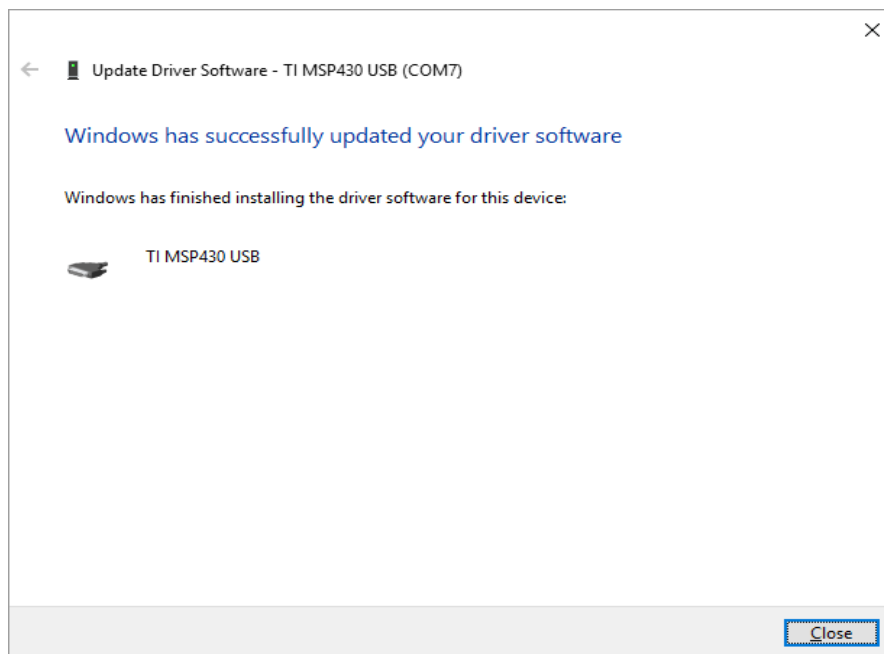 Update Driver Software - TI MSP430 USB (COM7)
Windows has successfully updated your driver software
Windows has finished installing the driver software for this device:
TI MSP430 USB
Close